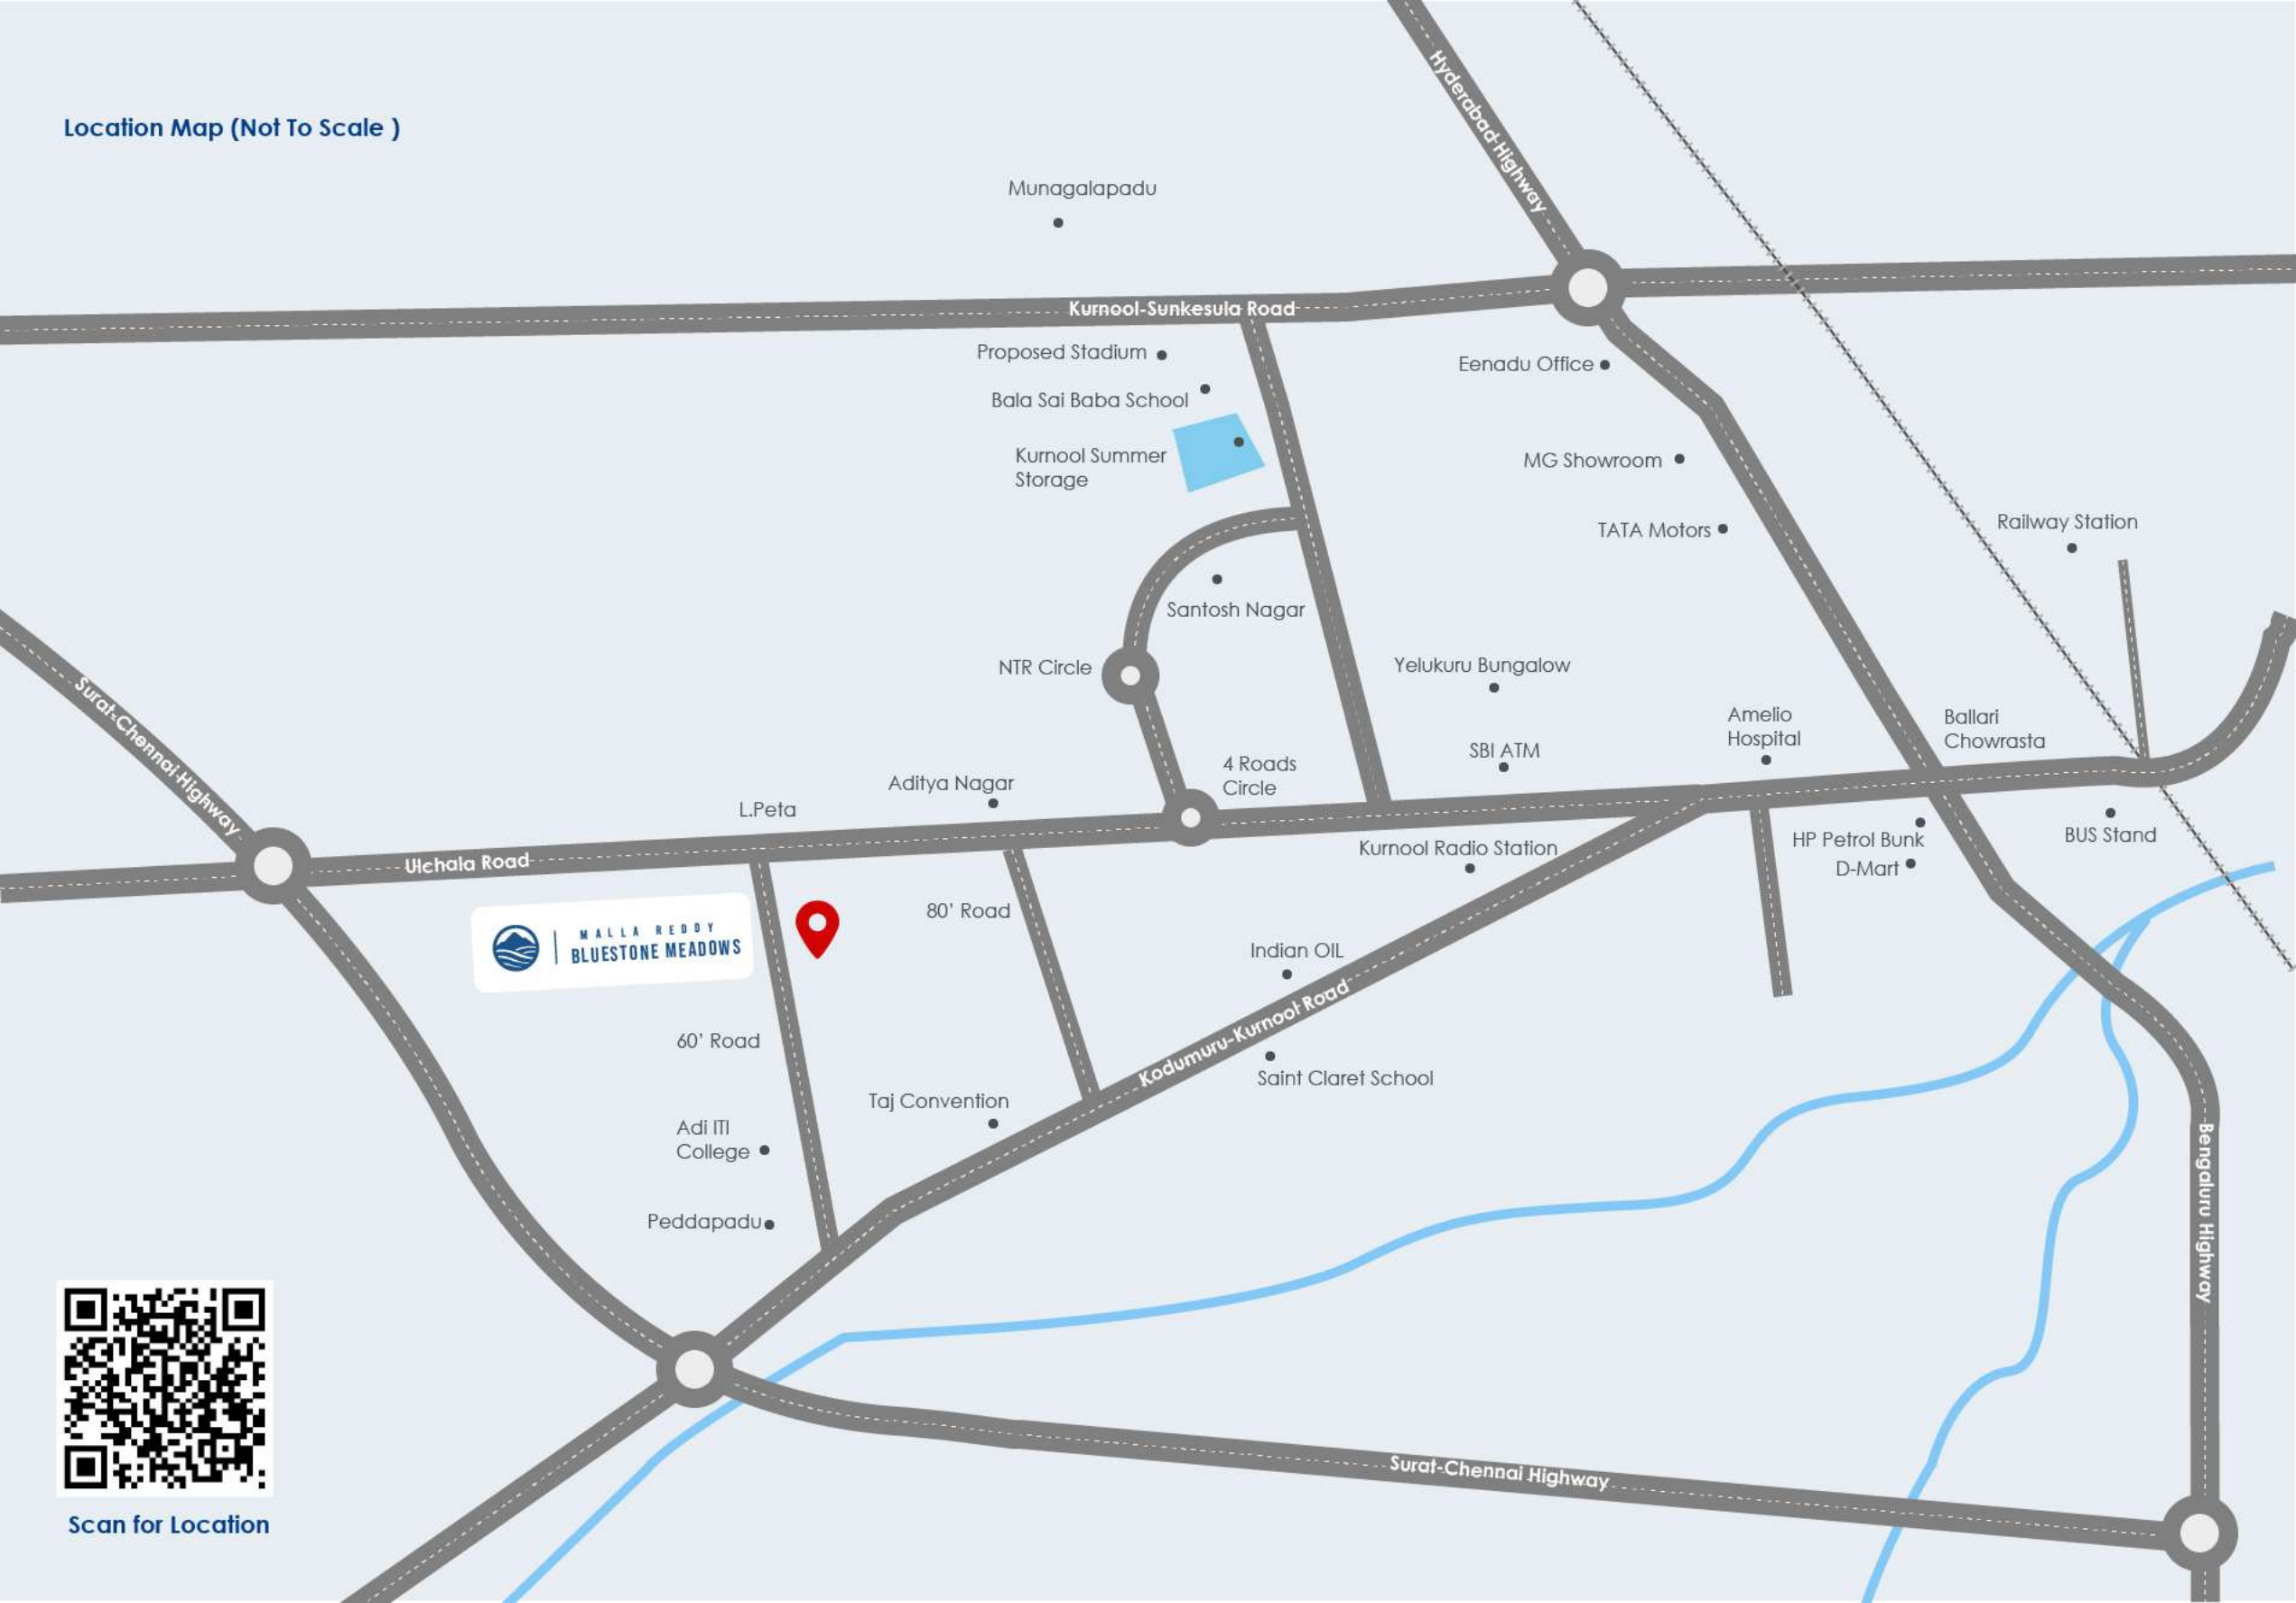 Location Map (Not To Scale )
Hyderabad Highway
Munagalapadu
Kurnool-Sunkesula Road
Proposed Stadium
Eenadu Office
Bala Sai Baba School
Kurnool Summer
Storage
MG Showroom
TATA Motors
Railway Station
Santosh Nagar
NTR Circle
Yelukuru Bungalow
Surat-Chennai Highway
Amelio
Hospital
Ballari
Chowrasta
SBI ATM
4 Roads
Circle
Aditya Nagar
L.Peta
HP Petrol Bunk
BUS Stand
Kurnool Radio Station
D-Mart
Ulchala Road
MALLA REDDY
BLUESTONE MEADOWS
80' Road
Indian OIL
Kodumuru-Kurnool Road
60' Road
Saint Claret School
Taj Convention
Adi ITI
College
Peddapadu
Bengaluru Highway
Surat-Chennai Highway
Scan for Location